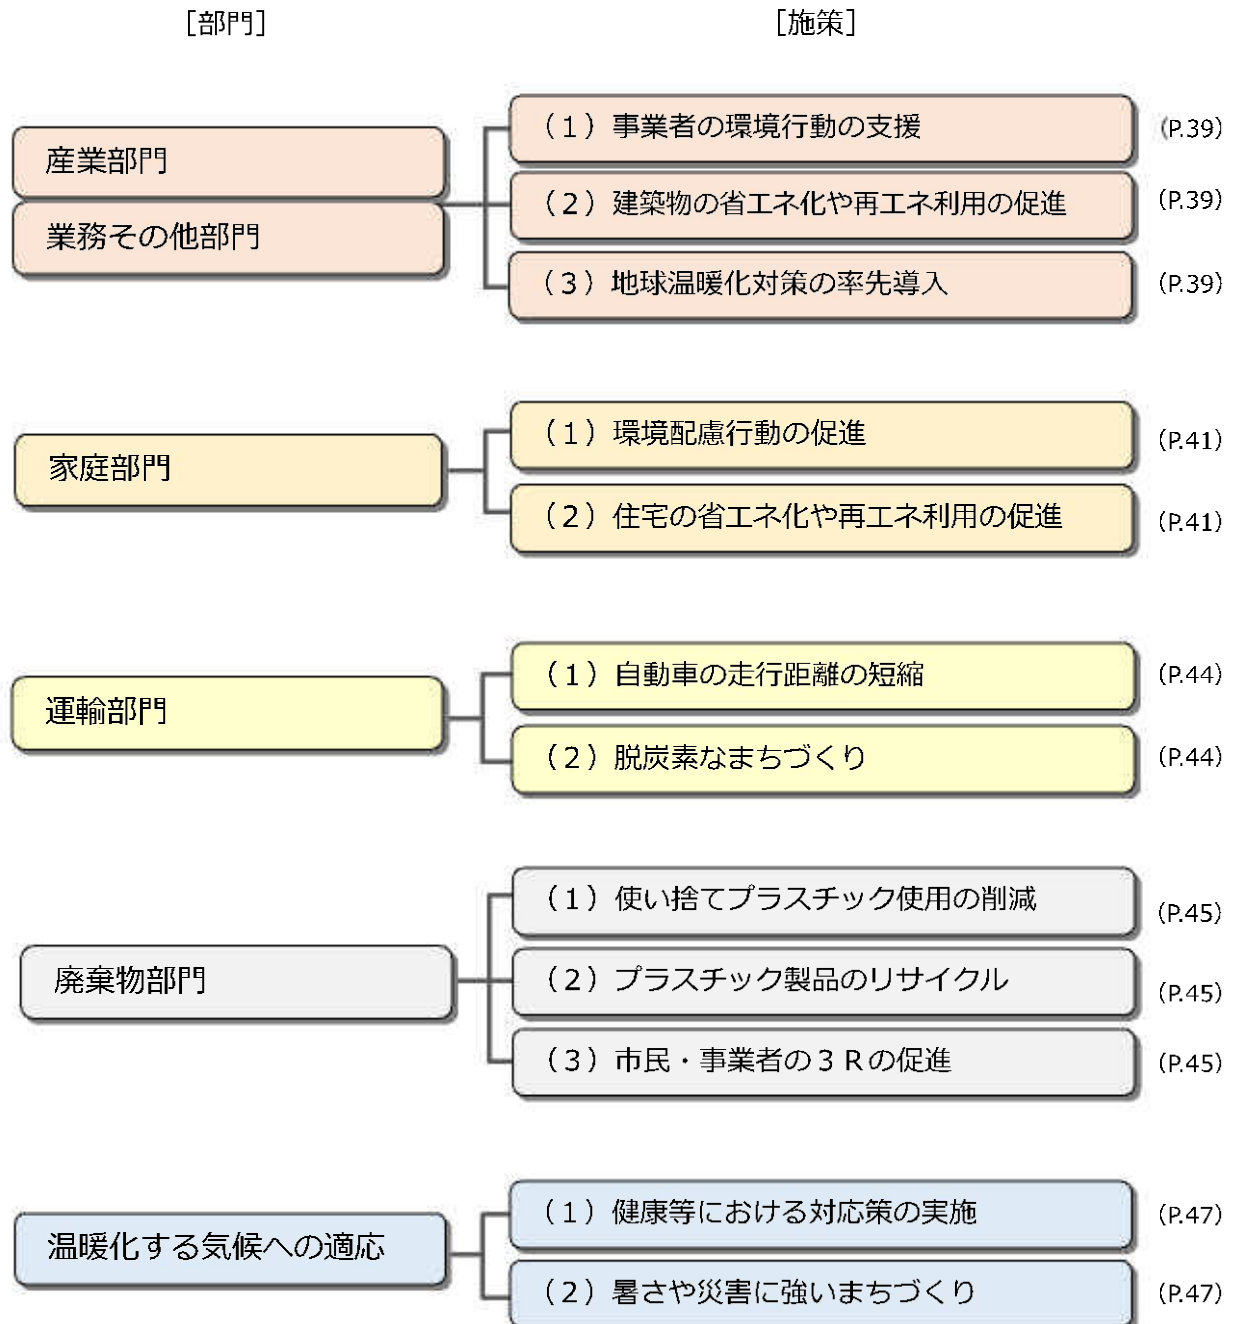 ［部門］
［施策］
産業部門
業務その他部門
（１）事業者の環境行動の支援 （P.39）
（２）建築物の省エネ化や再エネ利用の促進 （P.39）
（３）地球温暖化対策の率先導入 （P.39）
家庭部門
（１）環境配慮行動の促進 （P.41）
（２）住宅の省エネ化や再エネ利用の促進 （P.41）
運輸部門
（１）自動車の走行距離の短縮 （P.44）
（２）脱炭素なまちづくり （P.44）
廃棄物部門
（１）使い捨てプラスチック使用の削減 （P.45）
（２）プラスチック製品のリサイクル （P.45）
（３）市民・事業者の３Ｒの促進 （P.45）
温暖化する気候への適応
（１）健康等における対応策の実施 （P.47）
（２）暑さや災害に強いまちづくり （P.47）